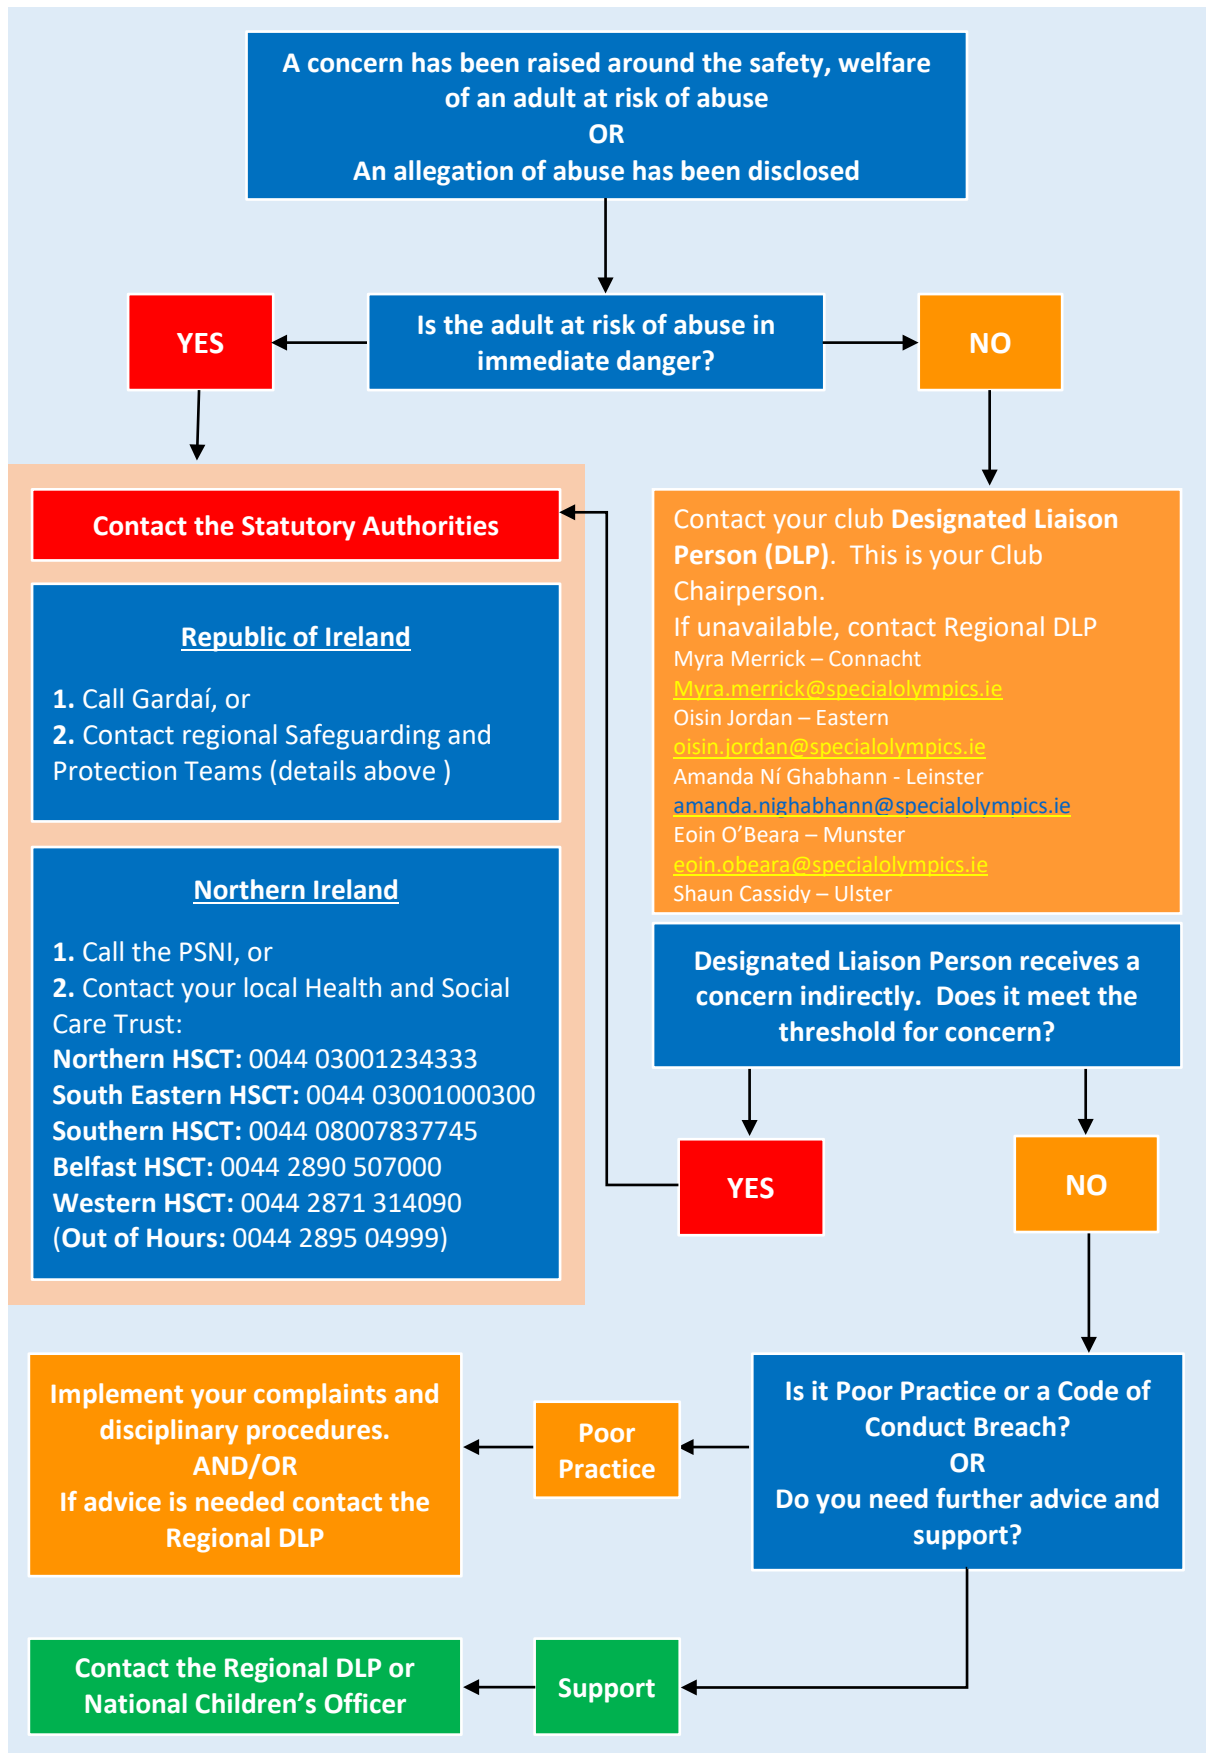 A concern has been raised around the safety, welfare
of an adult at risk of abuse
OR
An allegation of abuse has been disclosed
YES
Is the adult at risk of abuse in
immediate danger?
NO
Contact the Statutory Authorities
Republic of Ireland
1. Call Gardaí, or
2. Contact regional Safeguarding and
Protection Teams (details above )
Northern Ireland
1. Call the PSNI, or
2. Contact your local Health and Social
Care Trust:
Northern HSCT: 0044 03001234333
South Eastern HSCT: 0044 03001000300
Southern HSCT: 0044 08007837745
Belfast HSCT: 0044 2890 507000
Western HSCT: 0044 2871 314090
(Out of Hours: 0044 2895 04999)
Contact your club Designated Liaison
Person (DLP).  This is your Club
Chairperson.
If unavailable, contact Regional DLP
Myra Merrick – Connacht
Myra.merrick@specialolympics.ie
Oisin Jordan – Eastern
oisin.jordan@specialolympics.ie
Amanda Ní Ghabhann - Leinster
amanda.nighabhann@specialolympics.ie
Eoin O’Beara – Munster
eoin.obeara@specialolympics.ie
Shaun Cassidy – Ulster
Designated Liaison Person receives a
concern indirectly.  Does it meet the
threshold for concern?
YES
NO
Is it Poor Practice or a Code of
Conduct Breach?
OR
Do you need further advice and
support?
Poor
Practice
Implement your complaints and
disciplinary procedures.
AND/OR
If advice is needed contact the
Regional DLP
Support
Contact the Regional DLP or
National Children’s Officer